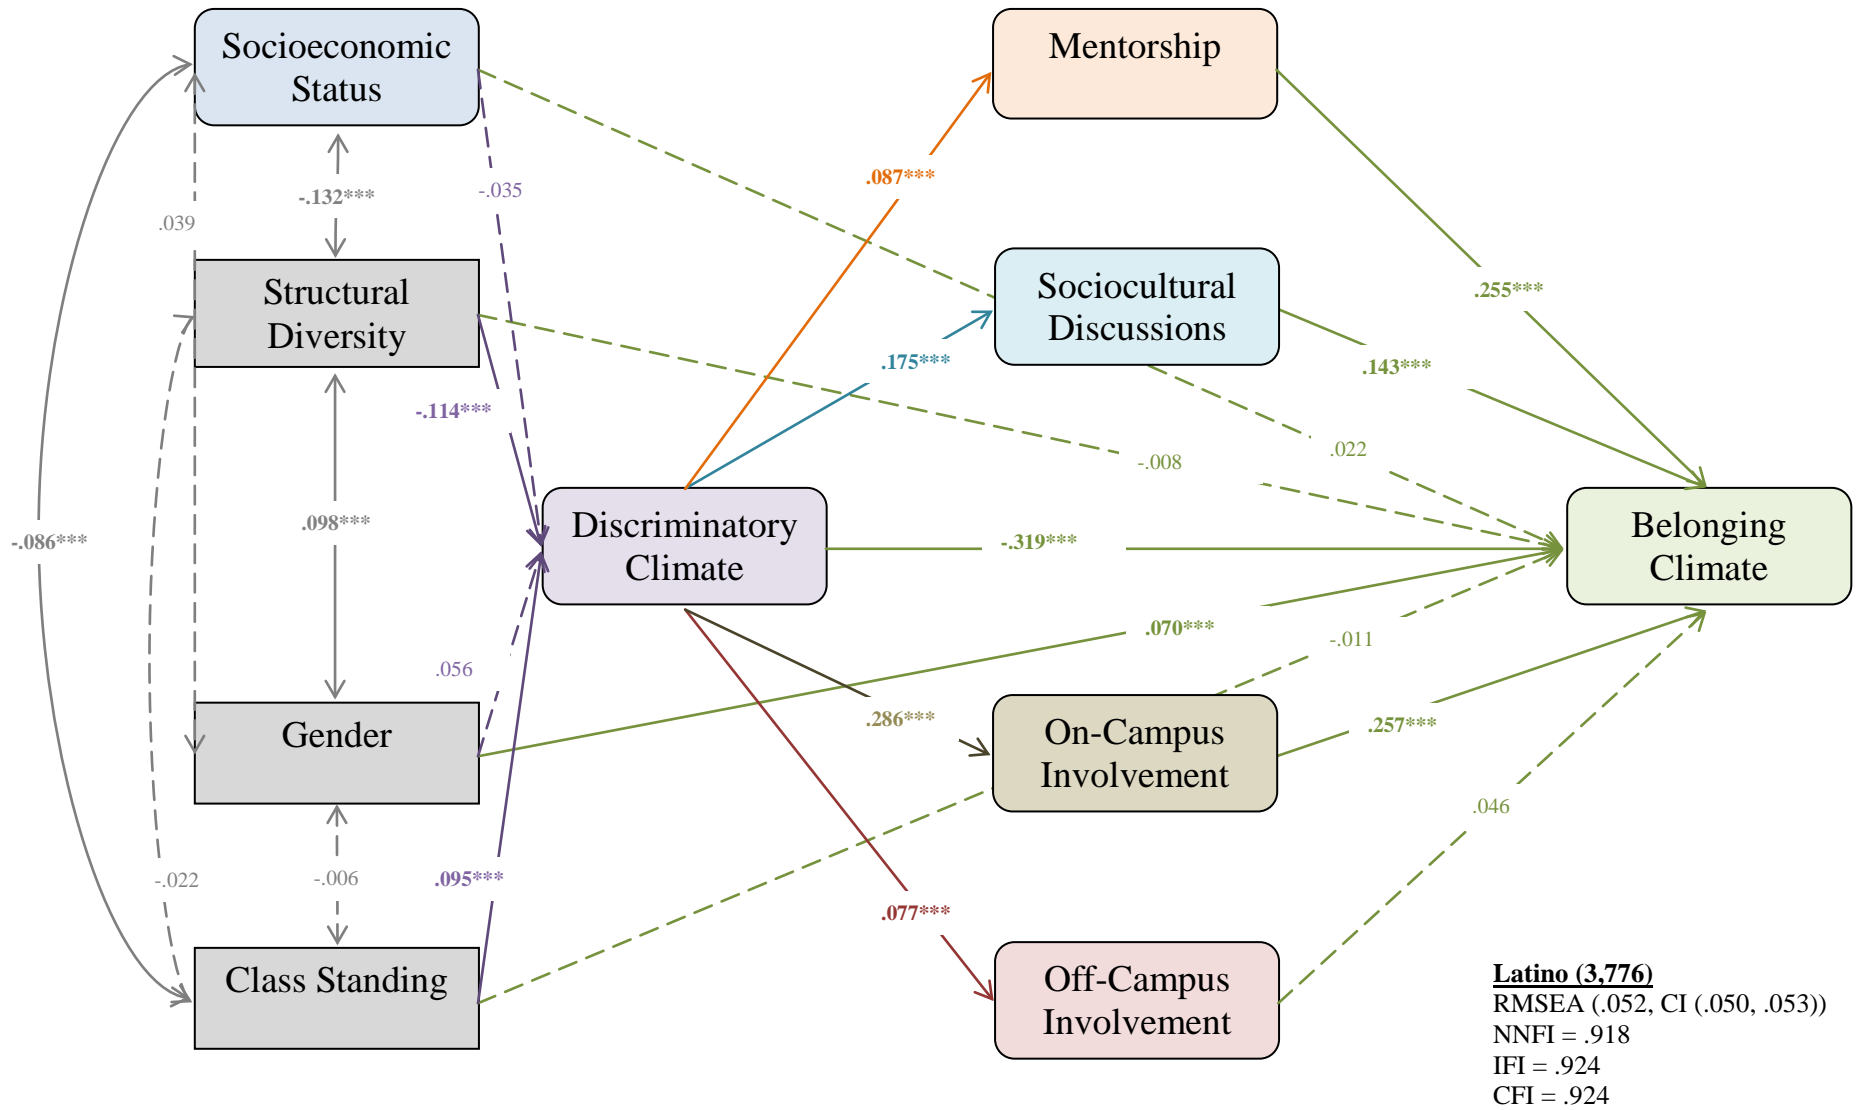 Socioeconomic
Status
Mentorship
.087***
-.035
-.132***
.039
Structural
Diversity
Sociocultural
Discussions
.255***
.175***
.143***
-.114***
.022
-.008
Discriminatory
Climate
Belonging
Climate
.098***
-.086***
-.319***
.070***
-.011
.056
Gender
On-Campus
Involvement
.286***
.257***
.046
-.022
-.006
.095***
.077***
Class Standing
Off-Campus
Involvement
Latino (3,776)
RMSEA (.052, CI (.050, .053))
NNFI = .918
IFI = .924
CFI = .924